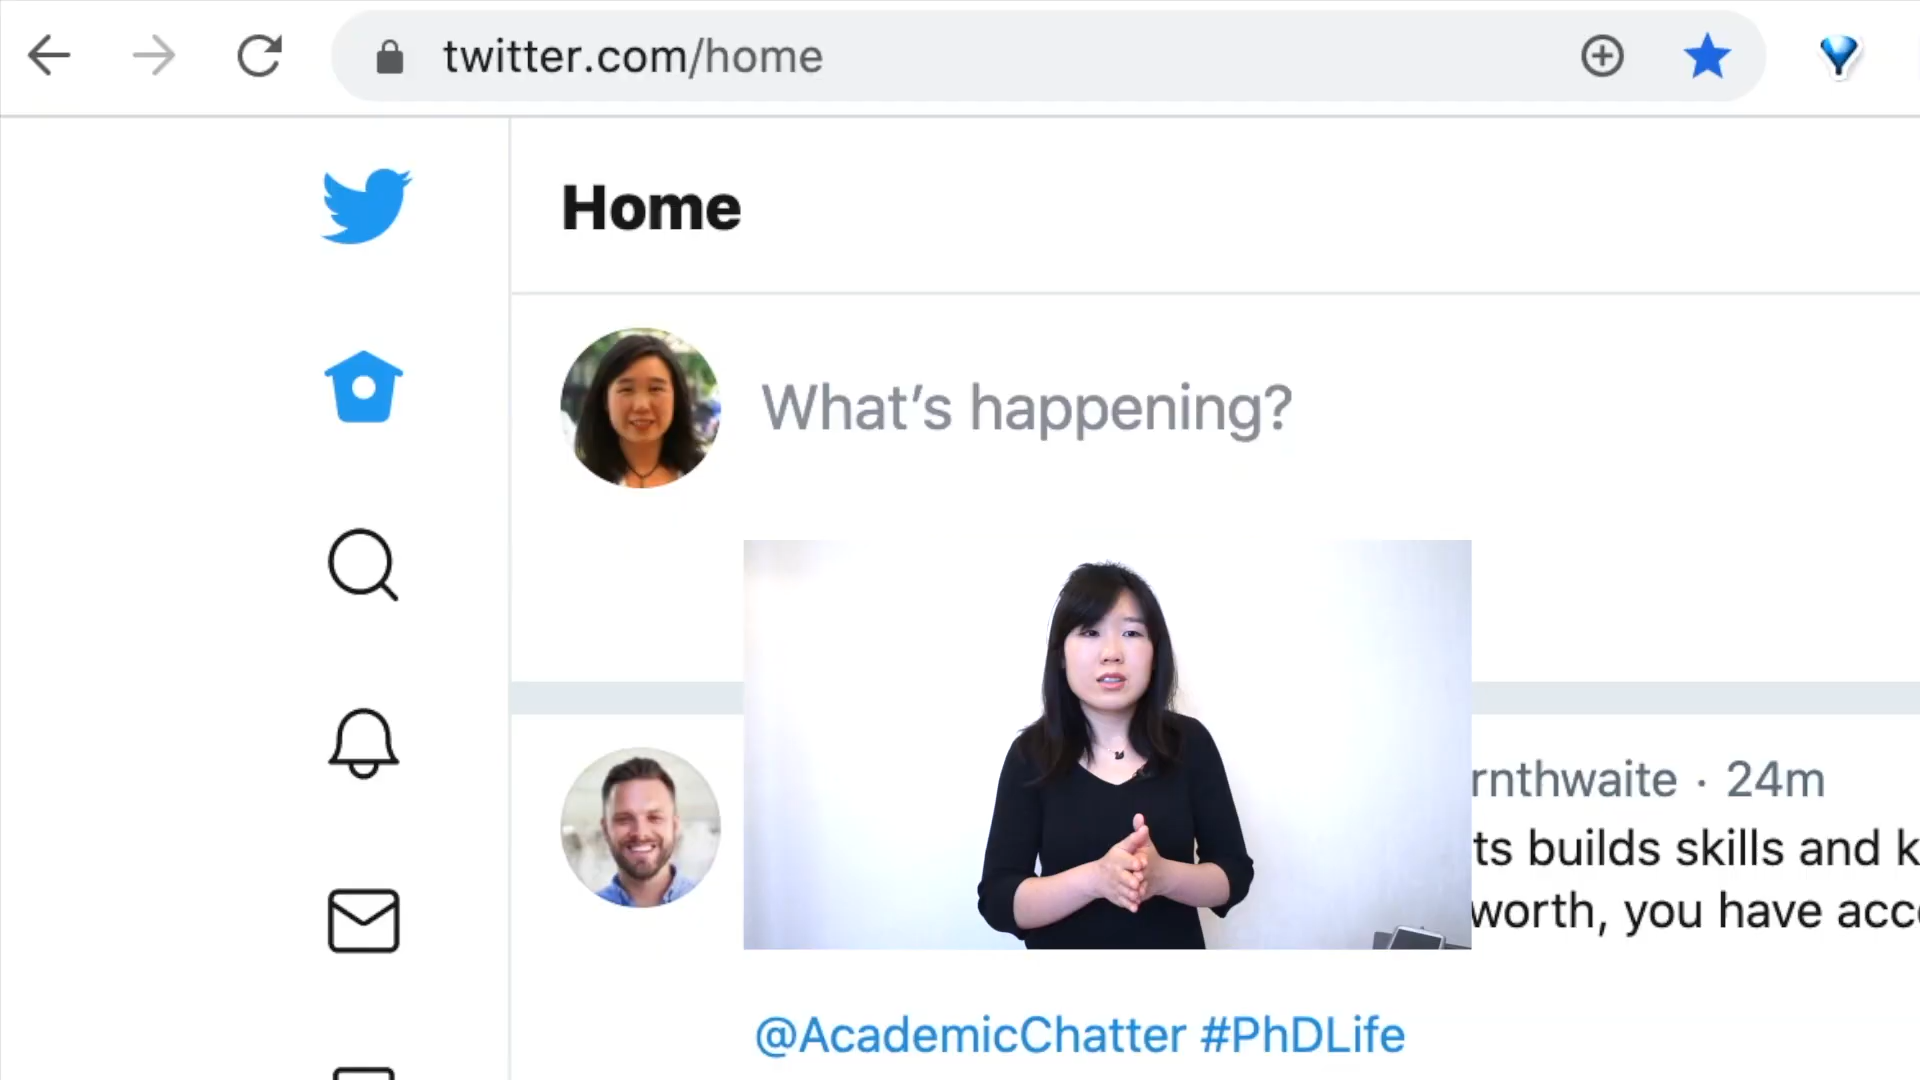 twitter.com/home
Home
What's happening?
rnthwaite · 24m
ts builds skills and k
worth, you have acc
@AcademicChatter #PhDLife